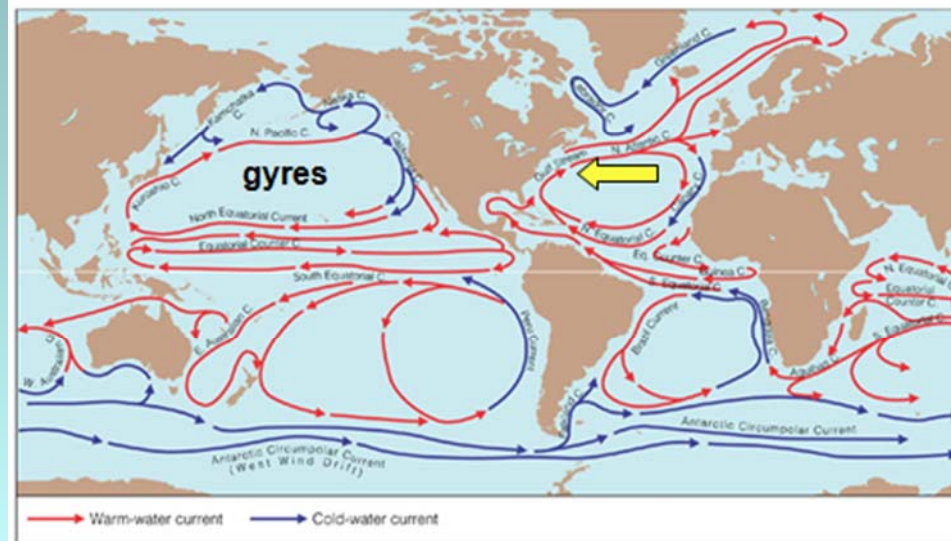 Greenland C.
Labrador C.
Alaska C.
Kamchatka
C.
N. Pacific C.
California C.
N. Atlantic C.
Gulf Stream
gyres
Kuroshio C.
Canary C.
North Equatorial Current
N. Equatorial C.
Equatorial Counter C.
Eq. Counter C.
Guinea C.
N. Equatorial C.
South Equatorial C.
S. Equatorial C.
Equatorial
Counter C.
S. Equatorial C.
E. Australian C.
Peru Current
Brazil Current
Benguela C.
Agulhas C.
W. Australian
C.
Falkland C.
Antarctic Circumpolar Current
(Went Wind Drift)
Antarctic Circumpolar Current
Warm-water current
Cold-water current